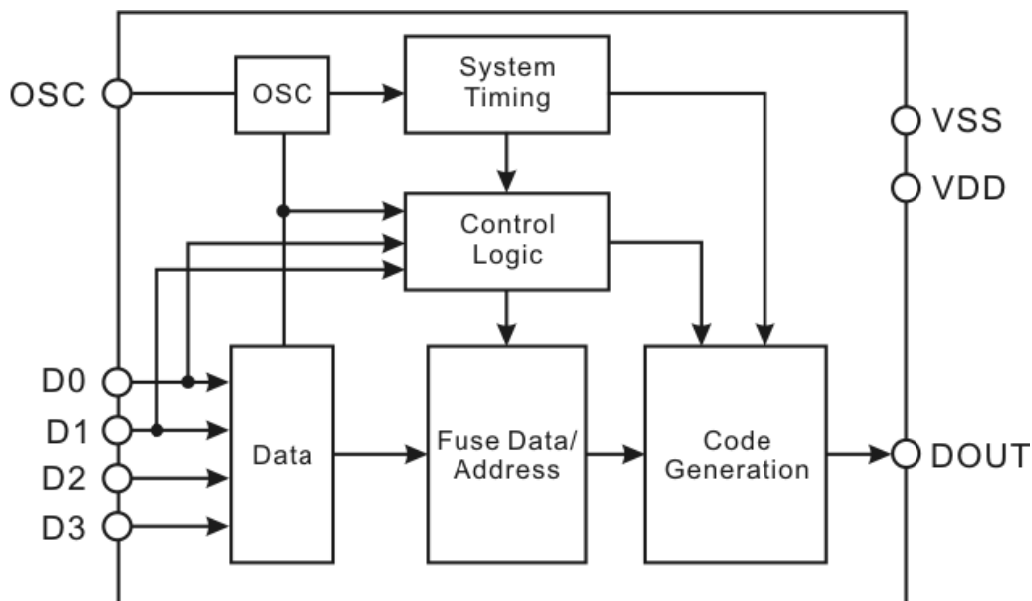 OSC
OSC
System
Timing
VSS
VDD
Control
Logic
D0
D1
D2
D3
Data
Fuse Data/
Address
Code
Generation
DOUT